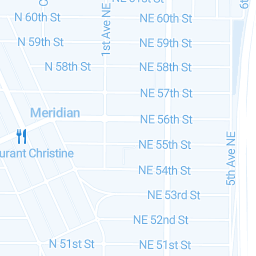 N 60th St
NE 60th St
1st Ave NE
N 59th St
NE 59th St
N 58th St
NE 58th St
NE 57th St
Meridian
NE 56th St
NE 55th St
5th Ave NE
urant Christine
NE 54th St
NE 53rd St
NE 52nd St
N 51st St
NE 51st St